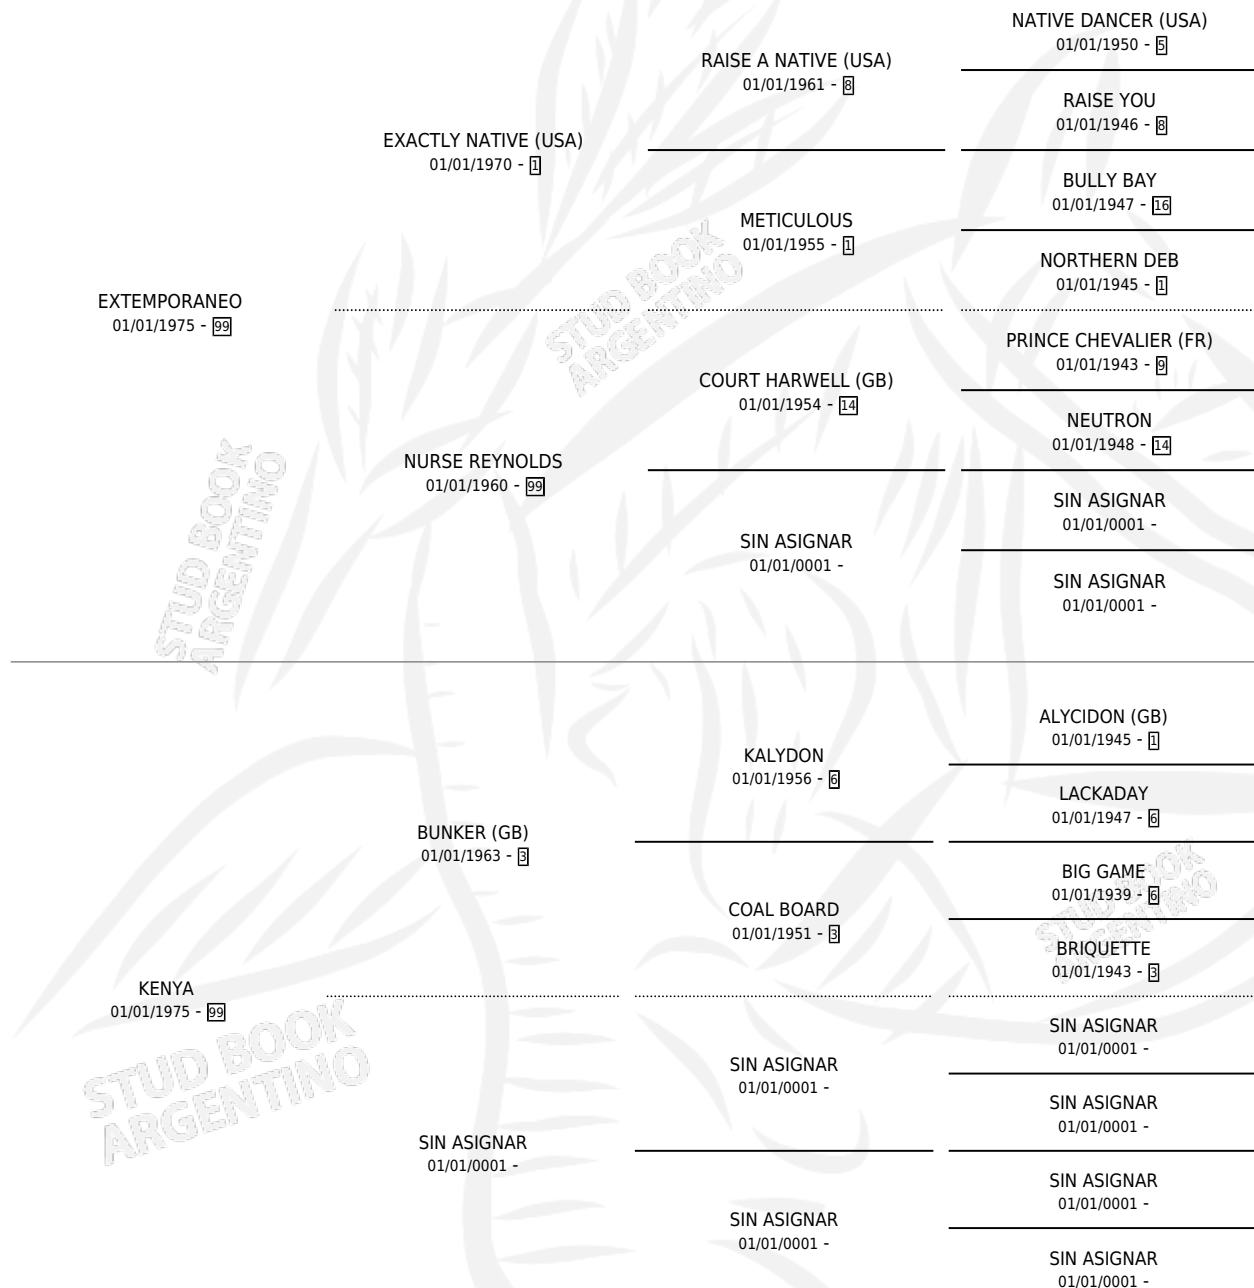 NATIVE DANCER (USA)
01/01/1950 - 5
RAISE A NATIVE (USA)
01/01/1961 - 8
RAISE YOU
01/01/1946 - 8
EXACTLY NATIVE (USA)
01/01/1970 - 1
BULLY BAY
01/01/1947 - 16
METICULOUS
01/01/1955 - 1
NORTHERN DEB
01/01/1945 - 1
EXTEMPORANEO
01/01/1975 - 99
PRINCE CHEVALIER (FR)
01/01/1943 - 9
COURT HARWELL (GB)
01/01/1954 - 14
NEUTRON
01/01/1948 - 14
NURSE REYNOLDS
01/01/1960 - 99
SIN ASIGNAR
01/01/0001 -
SIN ASIGNAR
01/01/0001 -
SIN ASIGNAR
01/01/0001 -
STUD BOOK
ARGENTINO
STUD BOOK
ARGENTINO
ALYCIDON (GB)
01/01/1945 - 1
KALYDON
01/01/1956 - 6
LACKADAY
01/01/1947 - 6
BUNKER (GB)
01/01/1963 - 3
BIG GAME
01/01/1939 - 6
COAL BOARD
01/01/1951 - 3
BRIQUETTE
01/01/1943 - 3
KENYA
01/01/1975 - 99
SIN ASIGNAR
01/01/0001 -
SIN ASIGNAR
01/01/0001 -
SIN ASIGNAR
01/01/0001 -
SIN ASIGNAR
01/01/0001 -
SIN ASIGNAR
01/01/0001 -
SIN ASIGNAR
01/01/0001 -
SIN ASIGNAR
01/01/0001 -
STUD BOOK
ARGENTINO
STUD BOOK
ARGENTINO